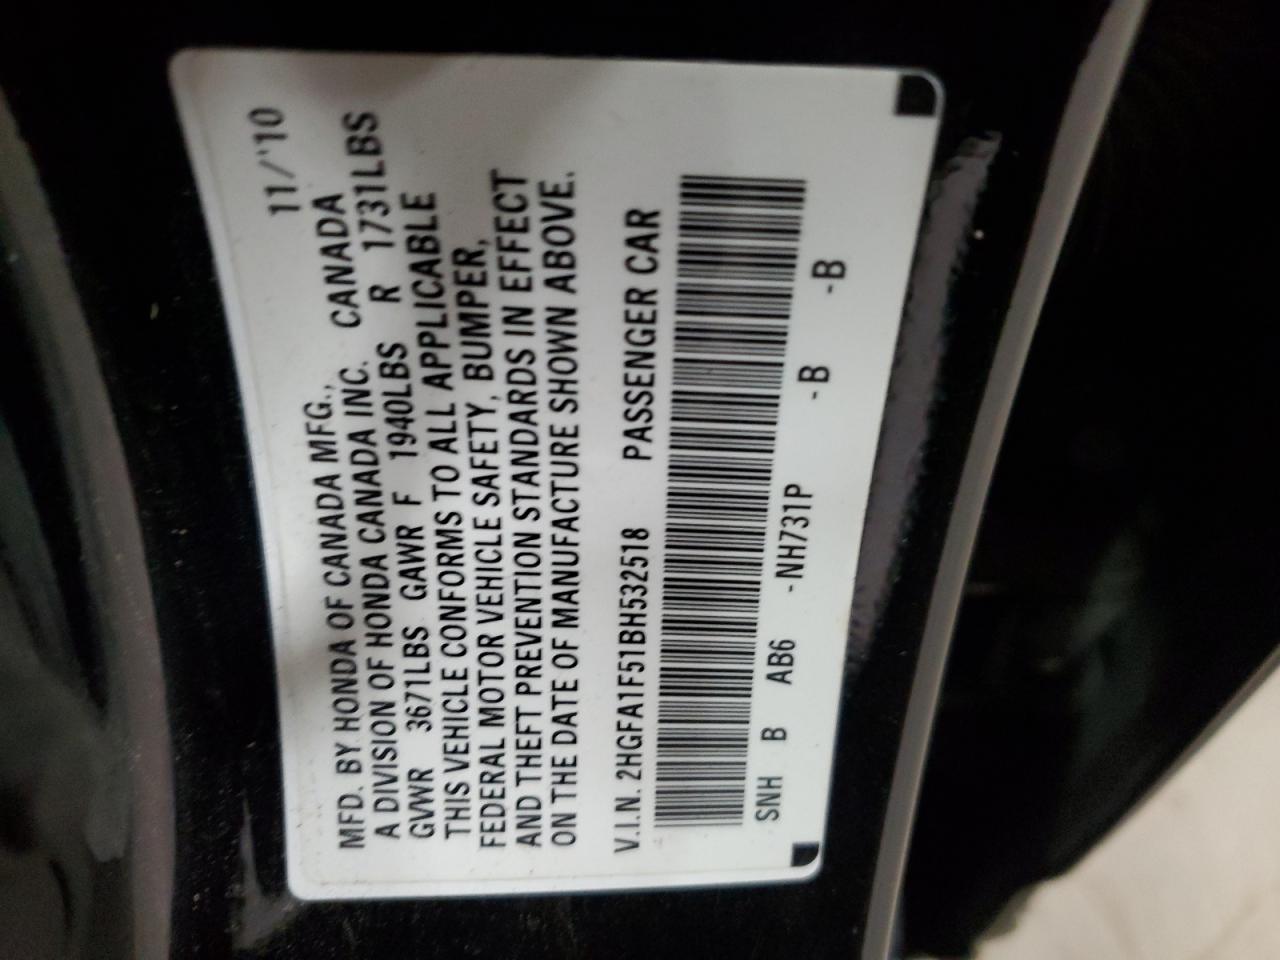 11/'10
MFD. BY HONDA OF CANADA MFG.,
A DIVISION OF HONDA CANADA INC. CANADA
GVWR 3671LBS GAWR F 1940LBS R 1731LBS
THIS VEHICLE CONFORMS TO ALL APPLICABLE
FEDERAL MOTOR VEHICLE SAFETY, BUMPER,
AND THEFT PREVENTION STANDARDS IN EFFECT
ON THE DATE OF MANUFACTURE SHOWN ABOVE.
V.I.N. 2HGFA1F51BH532518 PASSENGER CAR
SNH B AB6 -NH731P -B -B